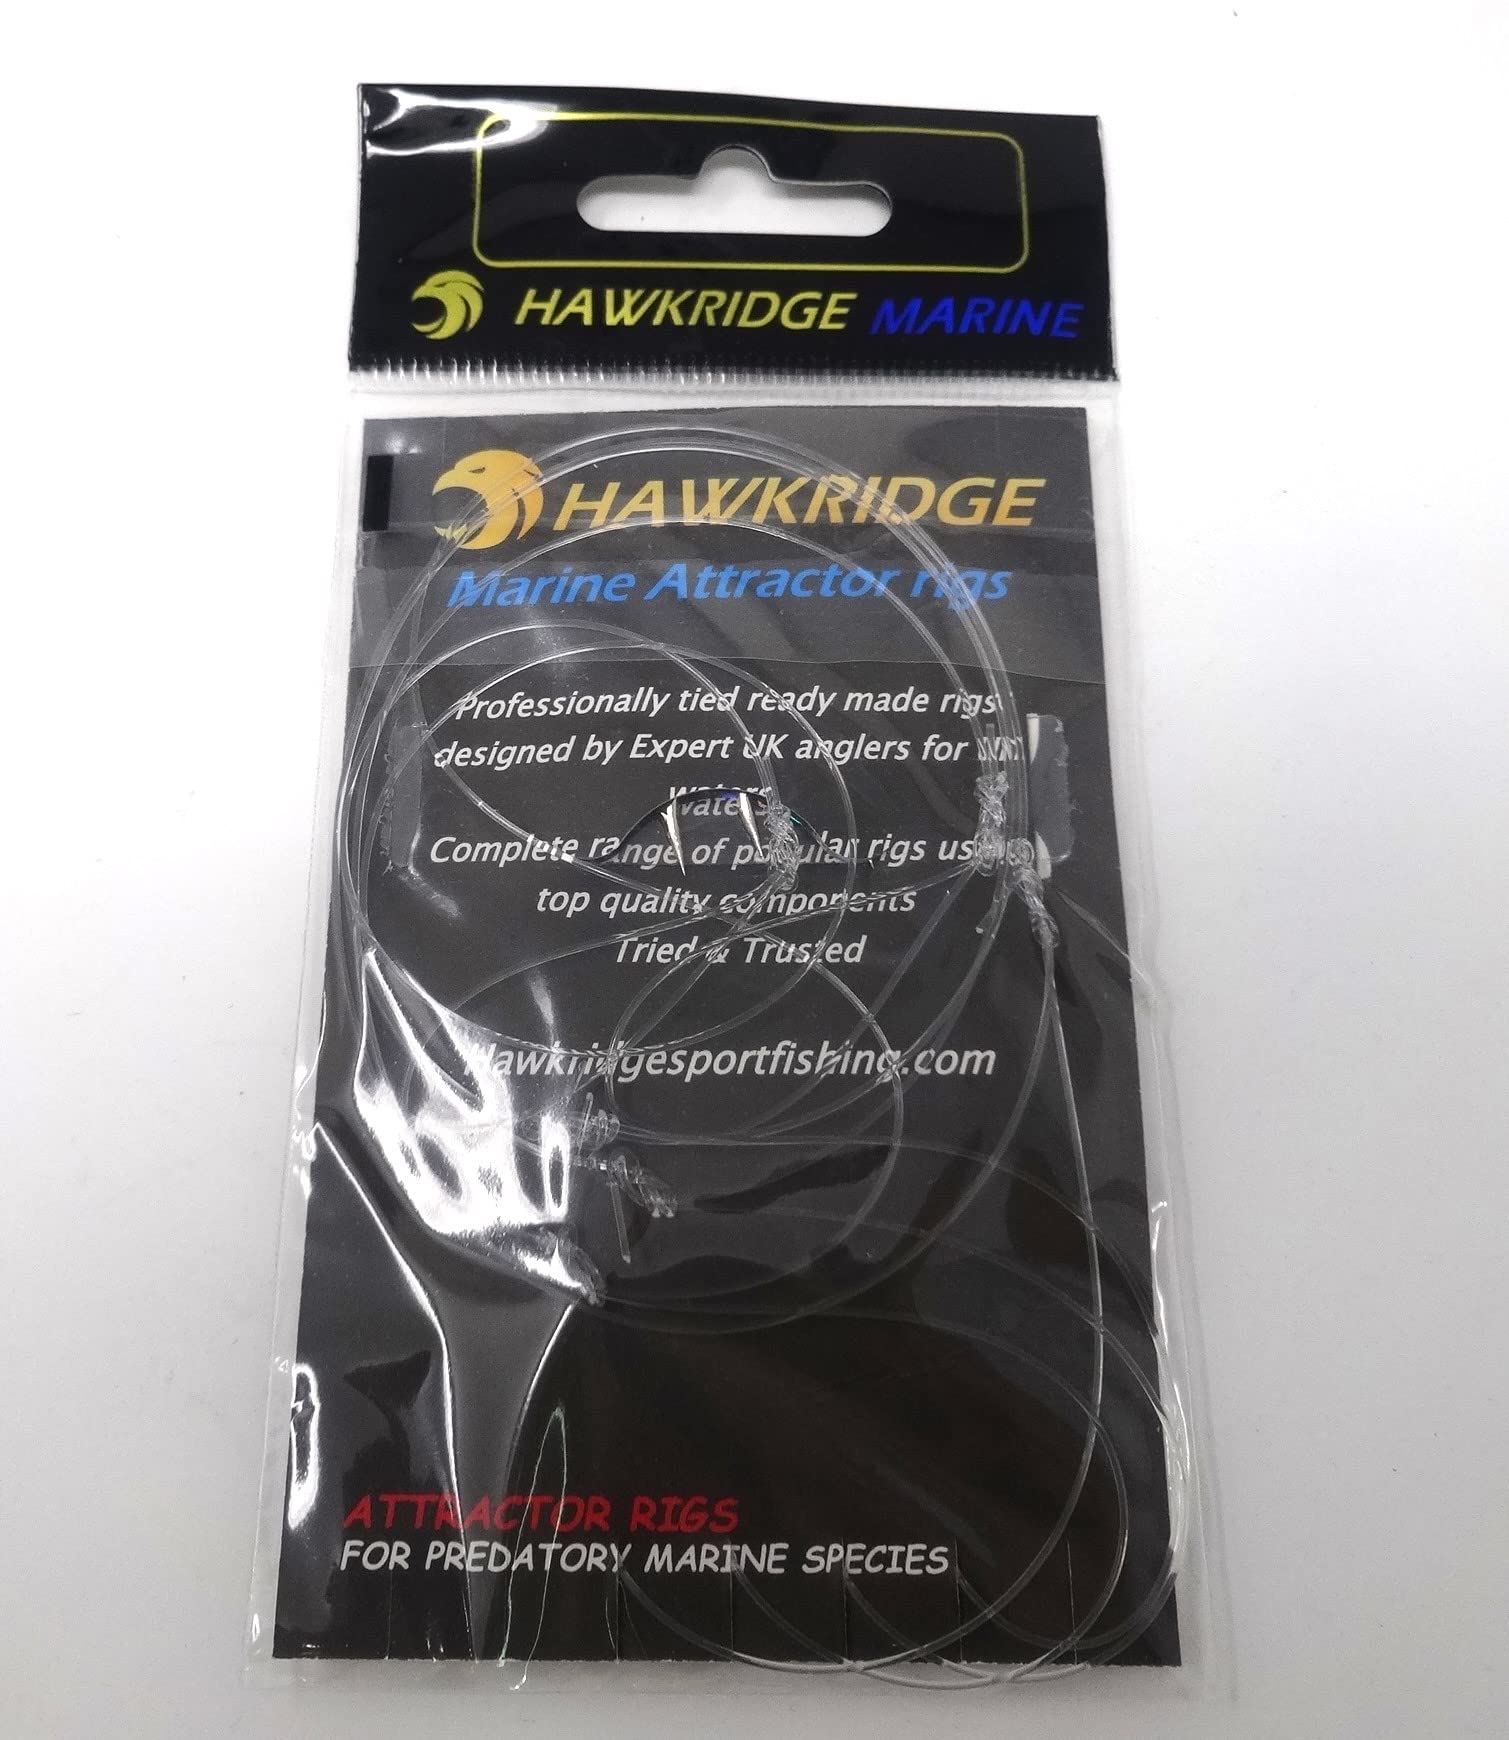 HAWKRIDGE MARINE
HAWKRIDGE
Marine Attractor rigs
Professionally tied ready made rigs
designed by Expert UK anglers for
waters
Complete range of popular rigs using
top quality components
Tried & Trusted
Hawkridgesportfishing.com
ATTRACTOR RIGS
FOR PREDATORY MARINE SPECIES